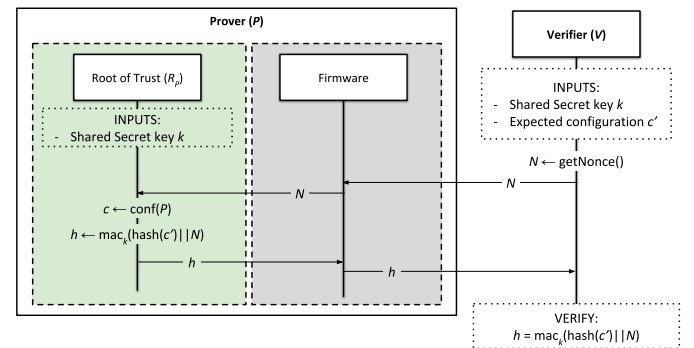 Prover (P)
Verifier (V)
Root of Trust (Rp)
Firmware
INPUTS:
- Shared Secret key k
INPUTS:
- Shared Secret key k
- Expected configuration c’
N ← getNonce()
N
N
c ← conf(P)
h ← mack(hash(c’)||N)
h
h
VERIFY:
h = mack(hash(c’)||N)